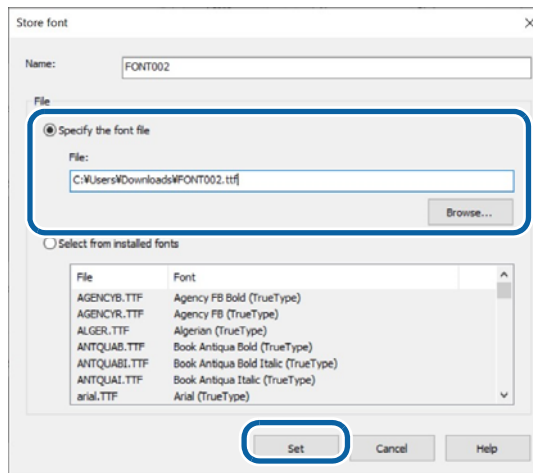 Store font
Name: FONT002
File
Specify the font file
File:
C:¥Users¥Downloads¥FONT002.ttf
Browse...
Select from installed fonts
File Font
AGENCYB.TTF Agency FB Bold (TrueType)
AGENCYR.TTF Agency FB (TrueType)
ALGER.TTF Algerian (TrueType)
ANTQUAB.TTF Book Antiqua Bold (TrueType)
ANTQUABI.TTF Book Antiqua Bold Italic (TrueType)
ANTQUAI.TTF Book Antiqua Italic (TrueType)
arial.TTF Arial (TrueType)
Set Cancel Help